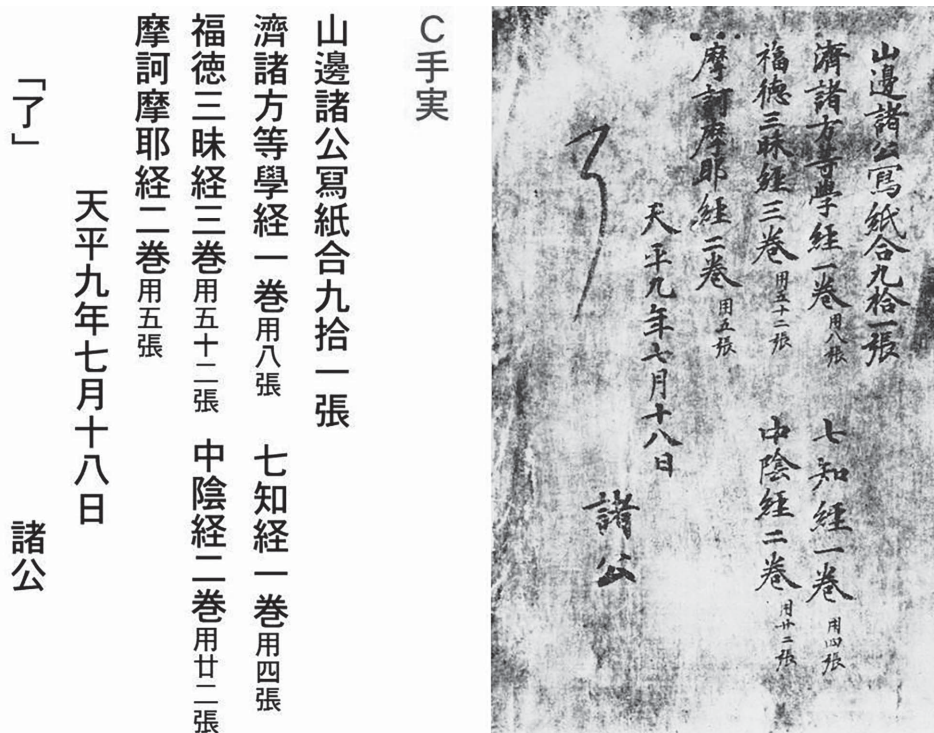 山邊諸公寫紙合九拾一張
濟諸方等學經一巻用八張 七知經一巻用四張
福徳三昧経三巻用五十二張 中陰経二巻用廿二張
摩訶摩耶経二巻用五張
天平九年七月十八日
了 諸公
C手実
山邊諸公冩紙合九拾一張
濟諸方等學経一巻用八張 七知経一巻用四張
福徳三昧経三巻用五十二張 中陰経二巻用廿二張
摩訶摩耶経二巻用五張
天平九年七月十八日
「了」 諸公